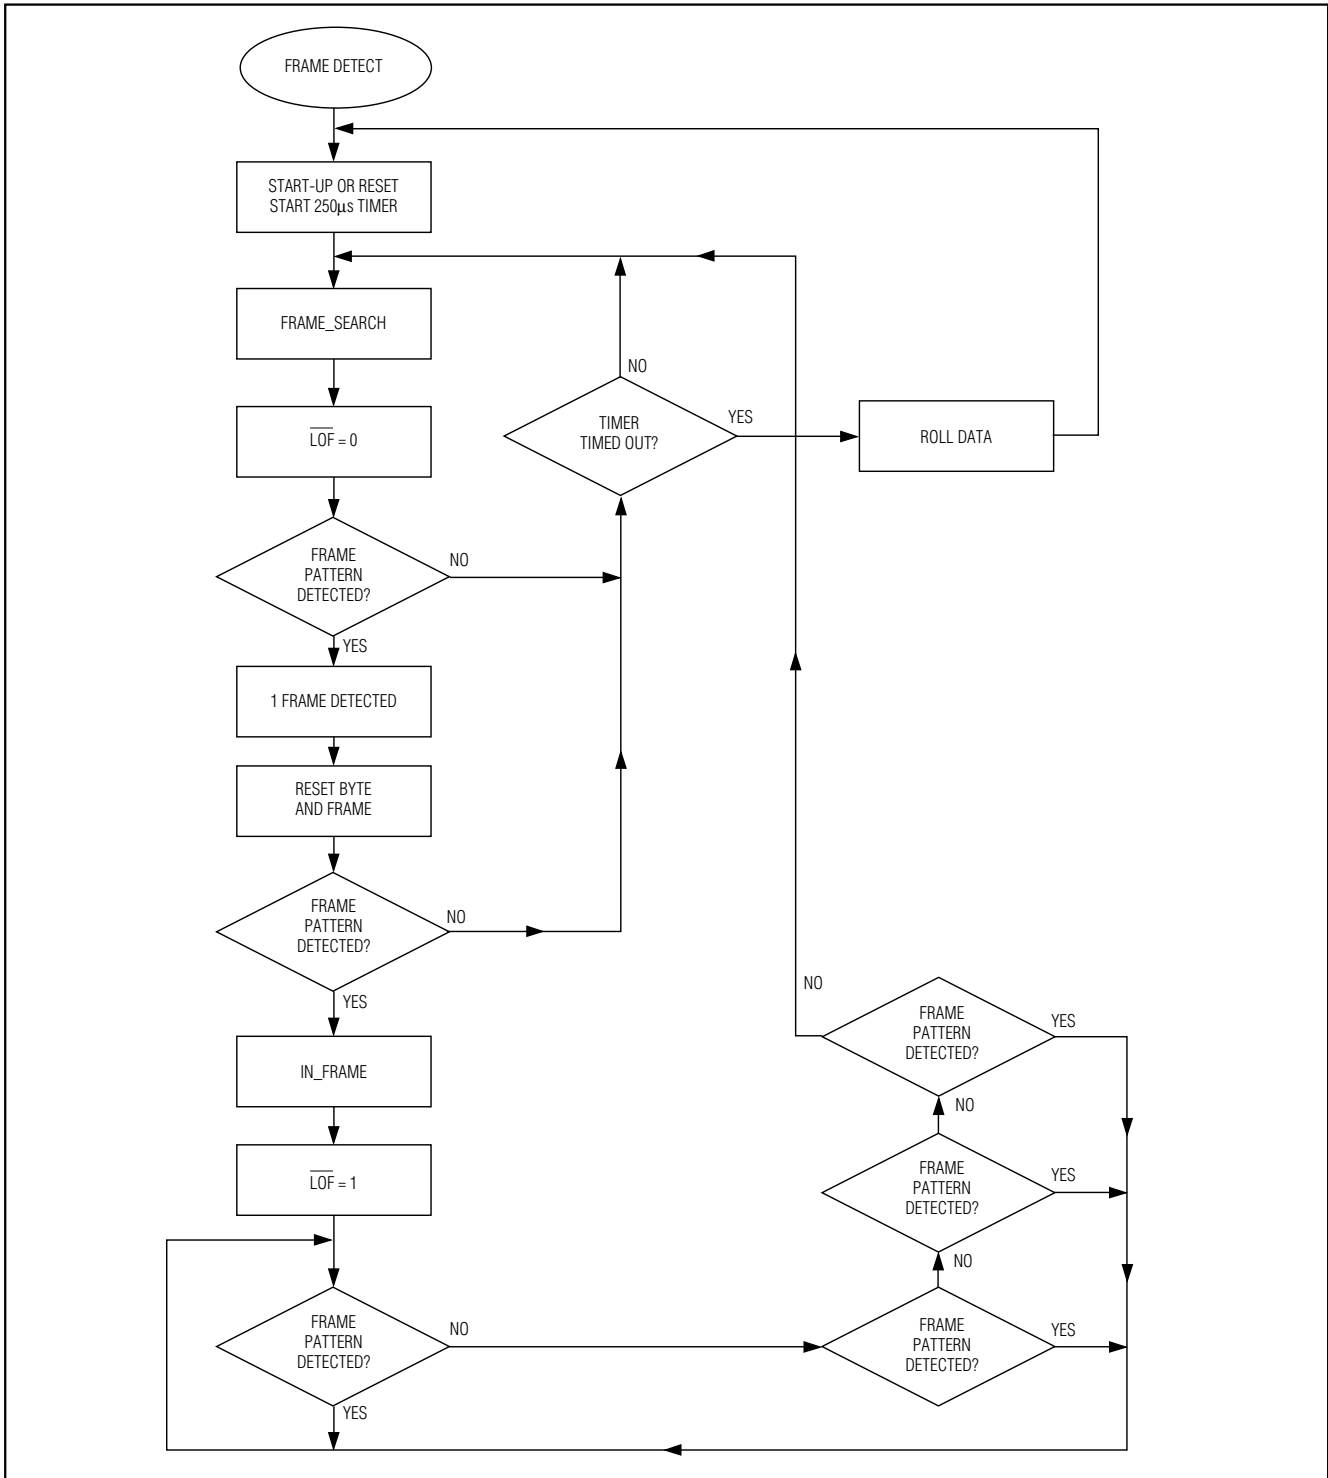 FRAME DETECT
START-UP OR RESET
START 250μs TIMER
FRAME_SEARCH
NO
TIMER
TIMED OUT?
YES
ROLL DATA
L̅O̅F̅ = 0
FRAME
PATTERN
DETECTED?
NO
YES
1 FRAME DETECTED
RESET BYTE
AND FRAME
FRAME
PATTERN
DETECTED?
NO
YES
IN_FRAME
L̅O̅F̅ = 1
NO
FRAME
PATTERN
DETECTED?
YES
NO
FRAME
PATTERN
DETECTED?
YES
NO
FRAME
PATTERN
DETECTED?
NO
YES
FRAME
PATTERN
DETECTED?
YES